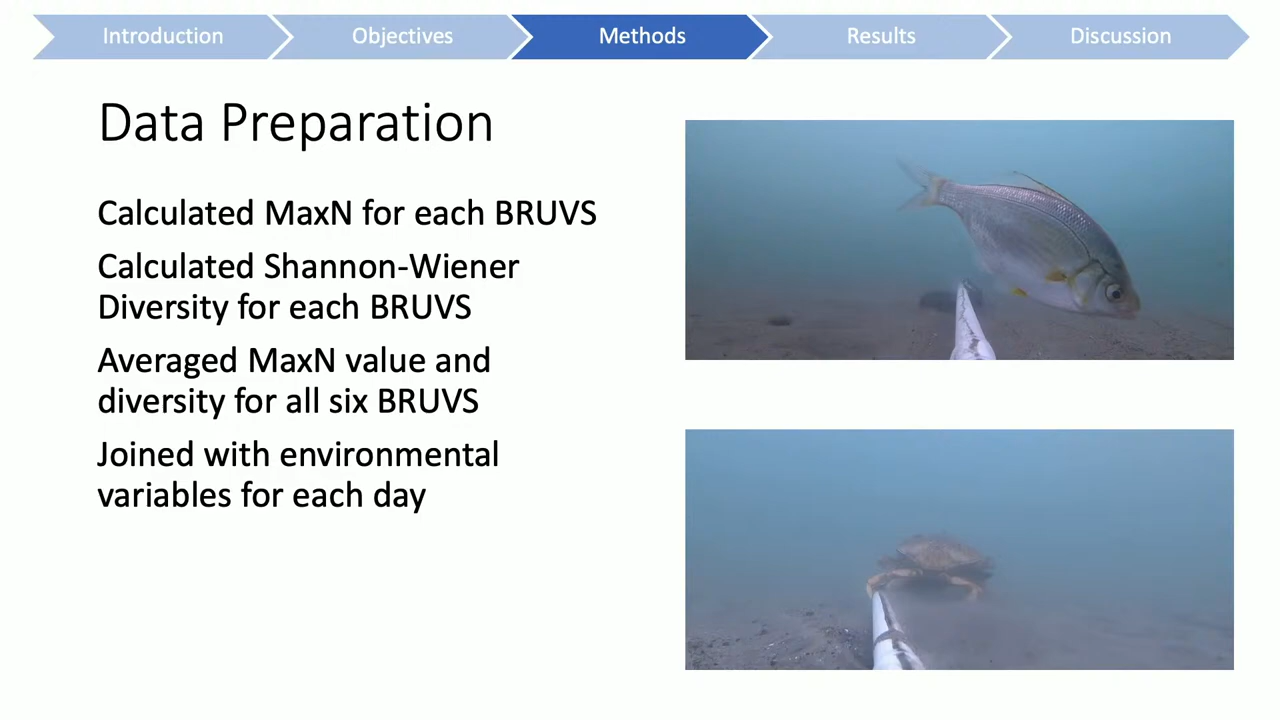 Introduction
Objectives
Methods
Results
Discussion
Data Preparation
Calculated MaxN for each BRUVS
Calculated Shannon-Wiener
Diversity for each BRUVS
Averaged MaxN value and
diversity for all six BRUVS
Joined with environmental
variables for each day